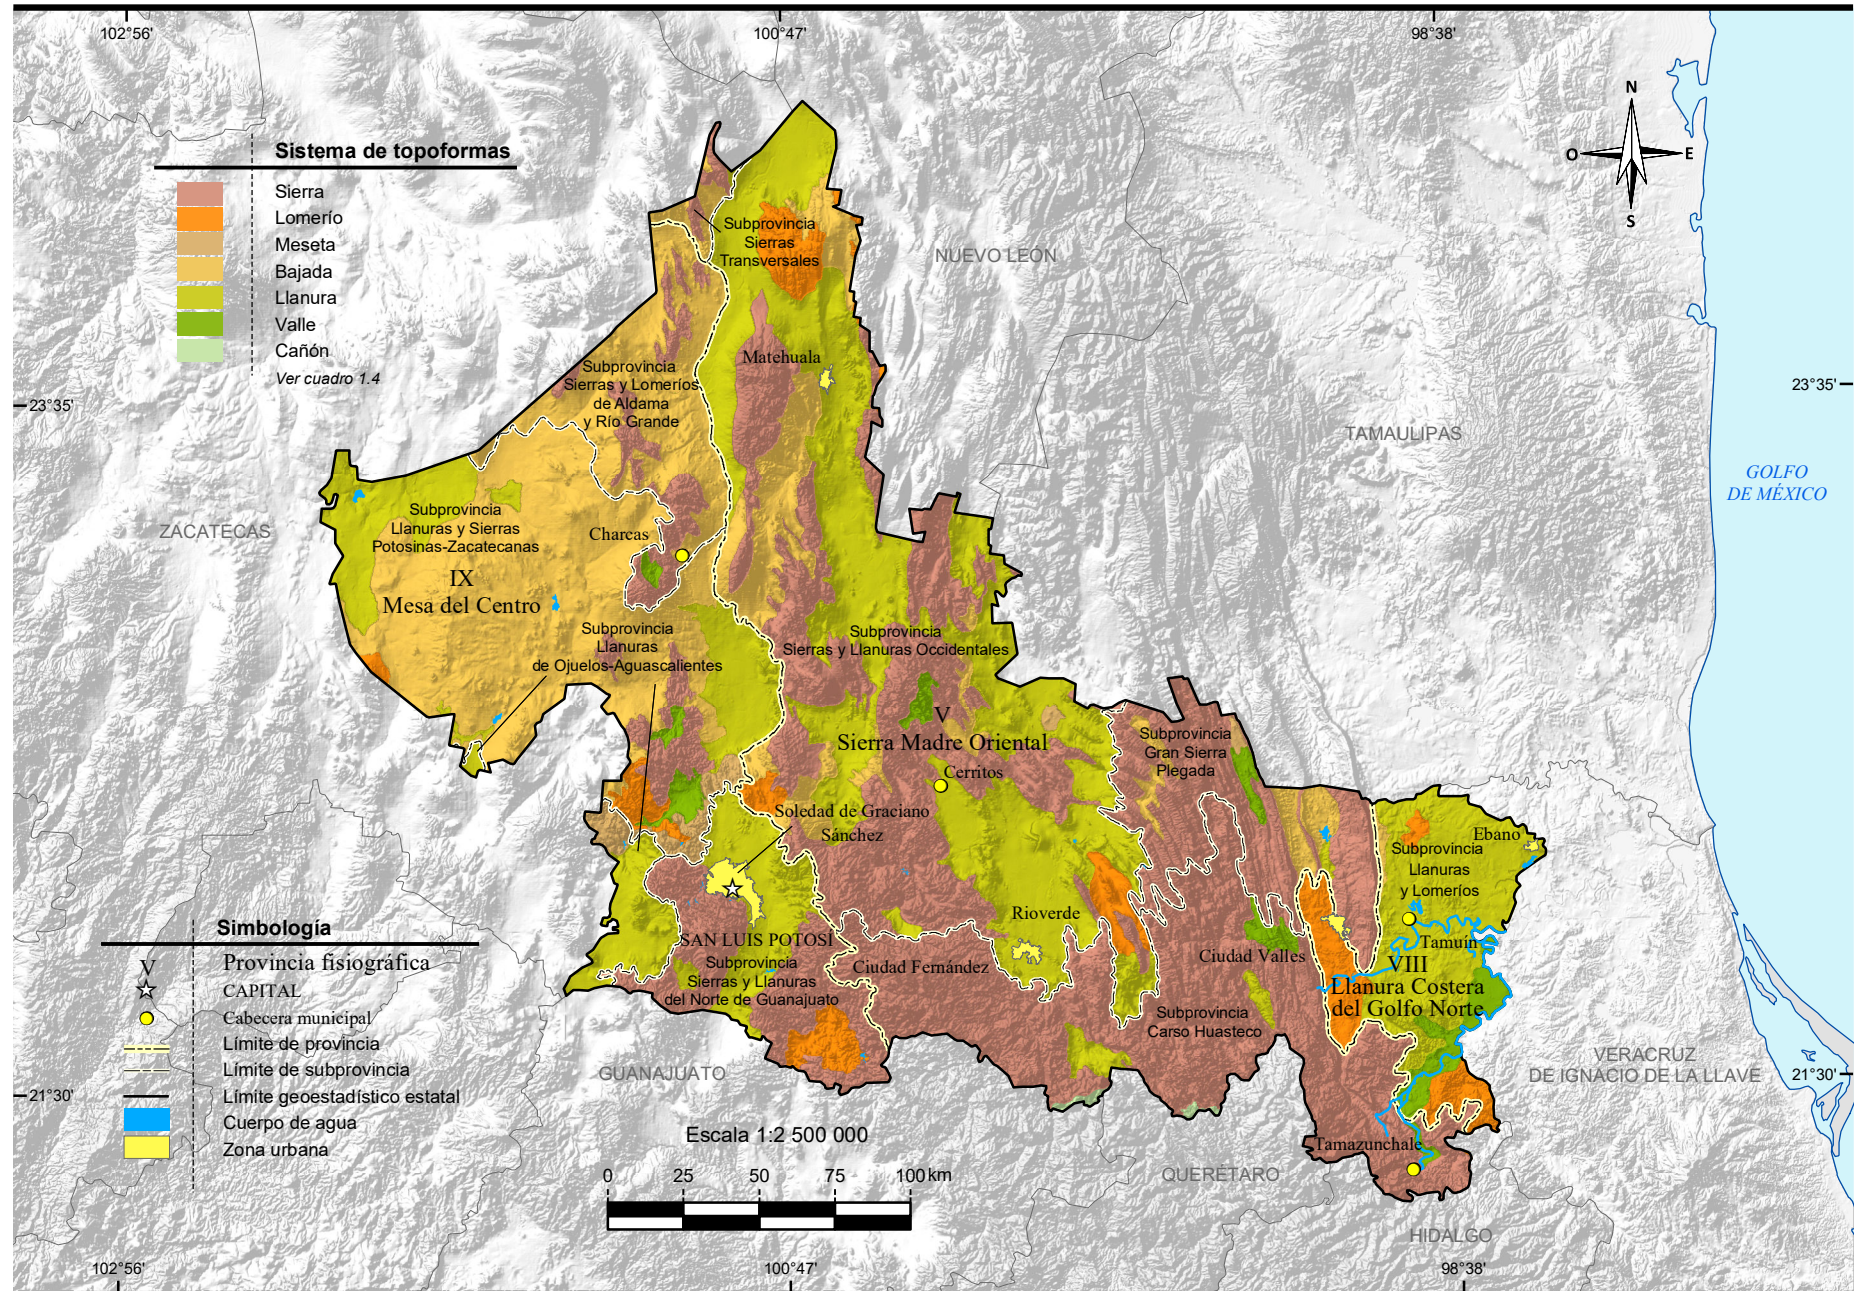 102°56'
100°47'
98°38'
N
O
E
S
Sistema de topoformas
Sierra
Lomerío
Meseta
Bajada
Llanura
Valle
Cañón
Ver cuadro 1.4
23°35'
23°35'
Subprovincia
Sierras
Transversales
NUEVO LEÓN
Matehuala
Subprovincia
Sierras y Lomeríos
de Aldama
y Río Grande
TAMAULIPAS
GOLFO
DE MÉXICO
ZACATECAS
Subprovincia
Llanuras y Sierras
Potosinas-Zacatecanas
IX
Mesa del Centro
Charcas
Subprovincia
Llanuras
de Ojuelos-Aguascalientes
Subprovincia
Sierras y Llanuras Occidentales
V
Sierra Madre Oriental
Cerritos
Subprovincia
Gran Sierra
Plegada
Soledad de Graciano
Sánchez
Ebano
Subprovincia
Llanuras
y Lomeríos
Rioverde
Tamuín
SAN LUIS POTOSÍ
Subprovincia
Sierras y Llanuras
del Norte de Guanajuato
Ciudad Fernández
Ciudad Valles
VIII
Llanura Costera
del Golfo Norte
Subprovincia
Carso Huasteco
Simbología
V
Provincia fisiográfica
CAPITAL
Cabecera municipal
Límite de provincia
Límite de subprovincia
Límite geoestadístico estatal
Cuerpo de agua
Zona urbana
GUANAJUATO
VERACRUZ
DE IGNACIO DE LA LLAVE
21°30'
21°30'
Escala 1:2 500 000
0
25
50
75
100 km
Tamazunchale
QUERÉTARO
HIDALGO
102°56'
100°47'
98°38'